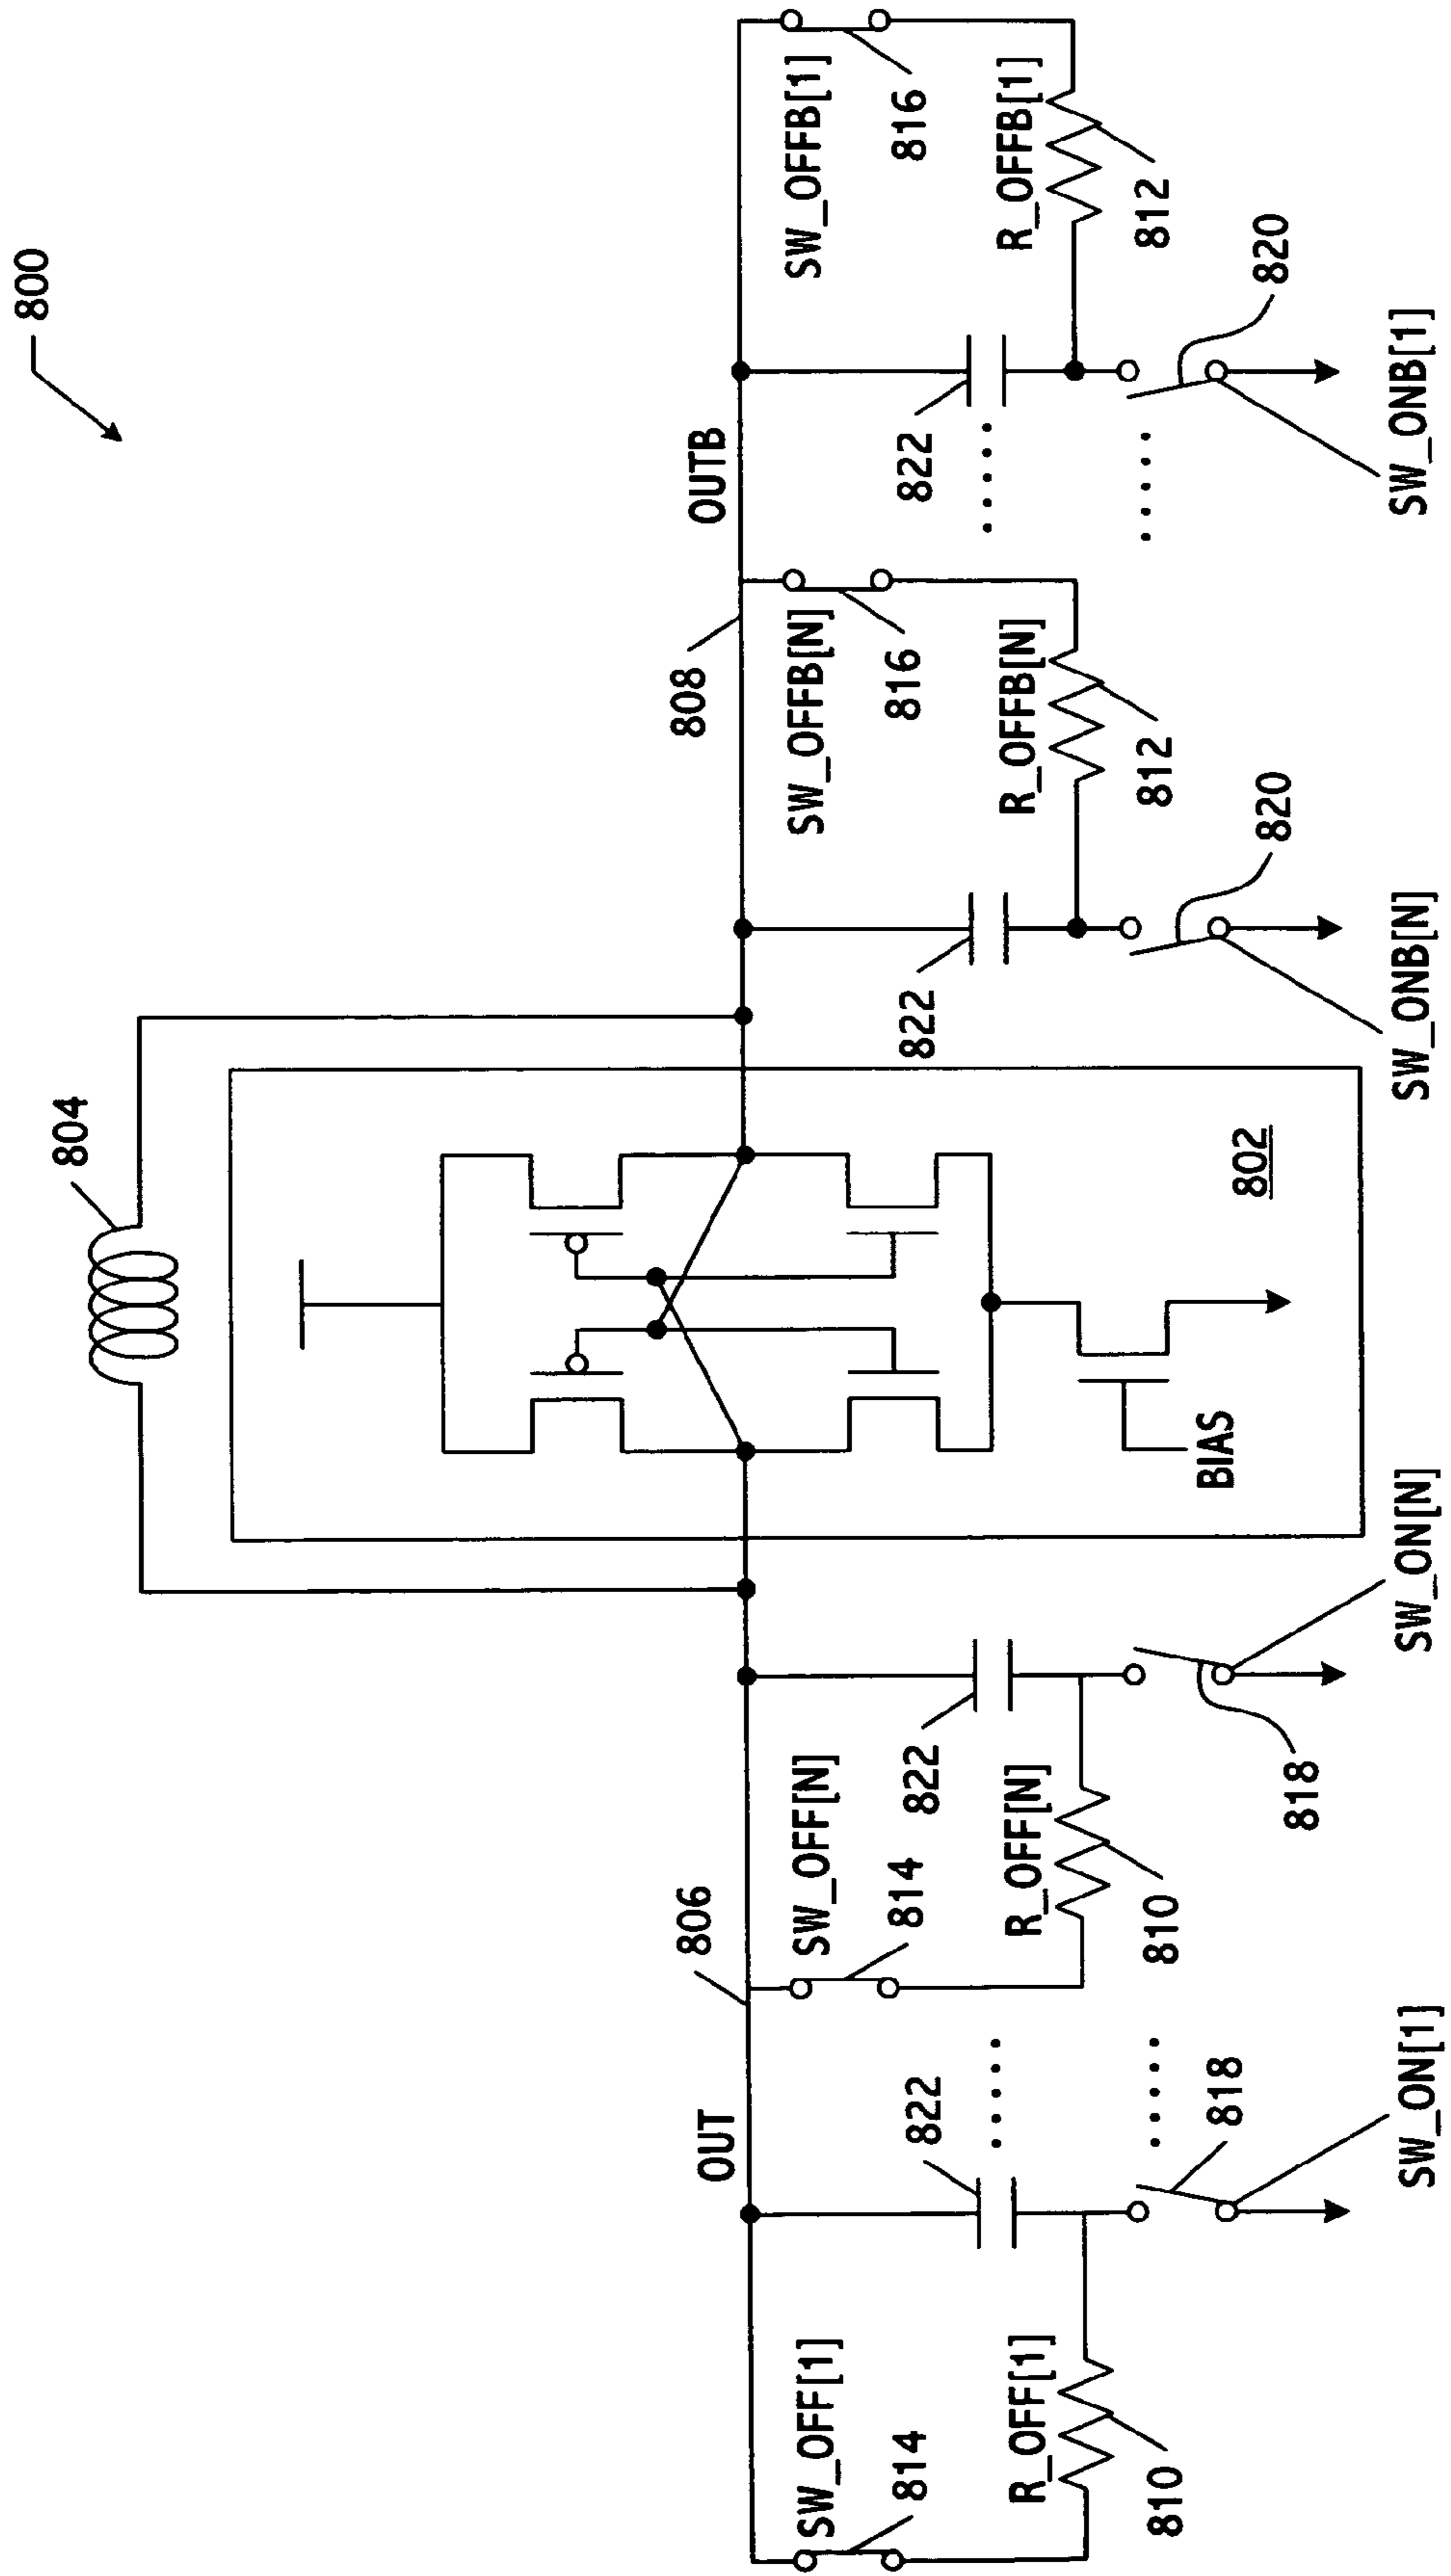 800
804
OUT
806
808
OUTB
SW_OFF[1]
814
SW_OFF[N]
814
SW_OFFB[N]
816
SW_OFFB[1]
816
822
822
822
822
R_OFF[1]
810
R_OFF[N]
810
R_OFFB[N]
812
R_OFFB[1]
812
818
818
BIAS
802
820
820
SW_ON[1]
SW_ON[N]
SW_ONB[N]
SW_ONB[1]